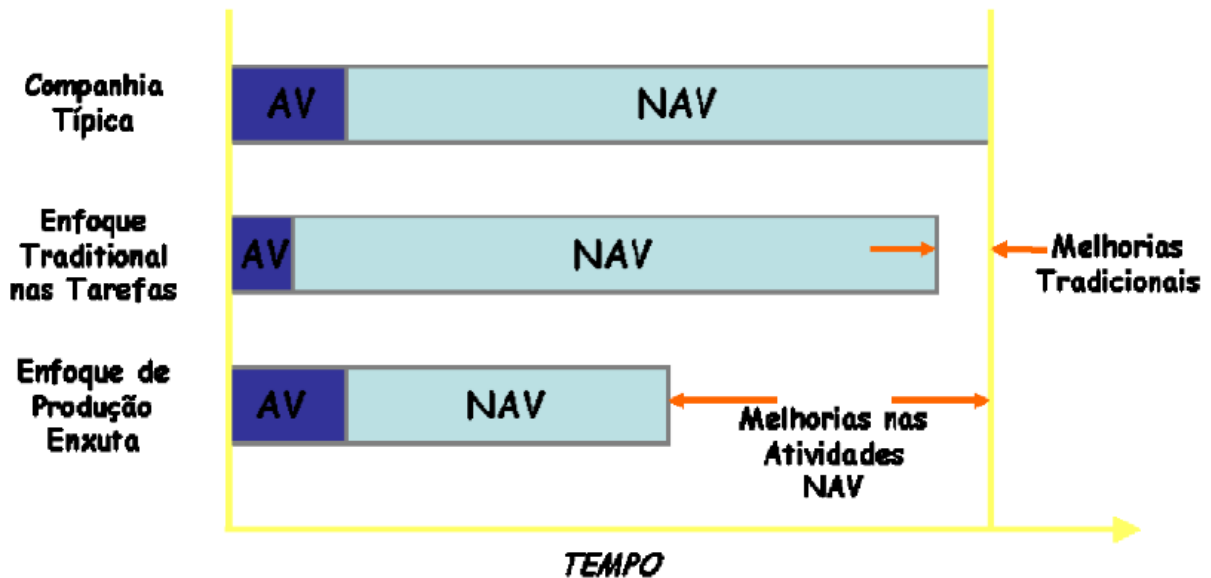 Companhia
Típica
AV
NAV
Enfoque
Traditional
nas Tarefas
AV
NAV
Melhorias
Tradicionais
Enfoque de
Produção
Enxuta
AV
NAV
Melhorias nas
Atividades
NAV
TEMPO